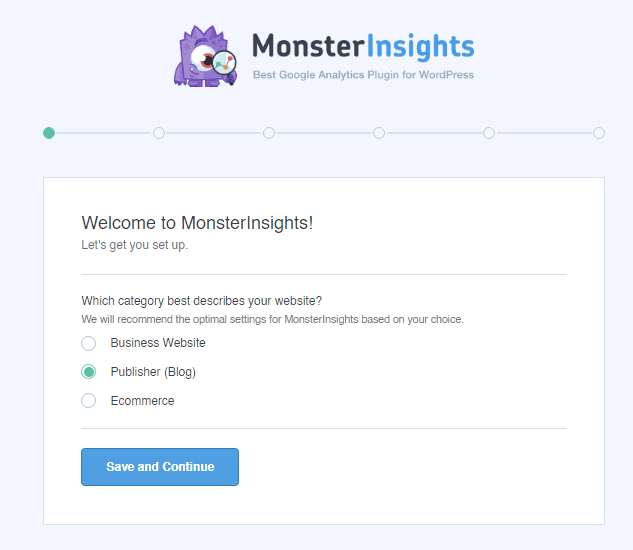 MonsterInsights
Best Google Analytics Plugin for WordPress
Welcome to MonsterInsights!
Let's get you set up.
Which category best describes your website?
We will recommend the optimal settings for MonsterInsights based on your choice.
Business Website
Publisher (Blog)
Ecommerce
Save and Continue